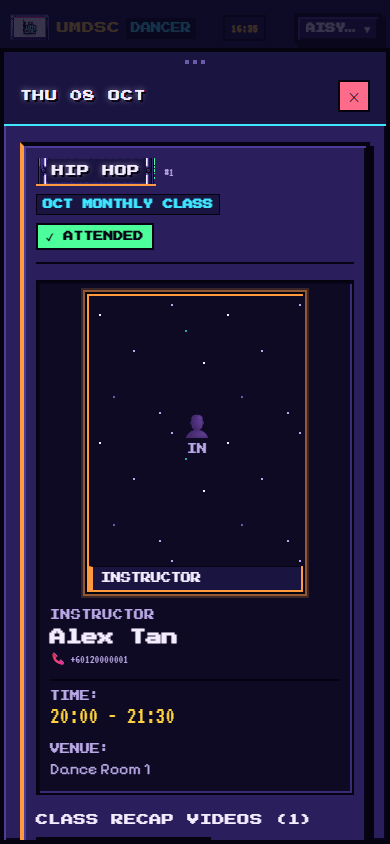 UMDSC DANCER
16:35
AISY… ▼
THU 08 OCT
×
HIP HOP #1
OCT MONTHLY CLASS
✓ ATTENDED
IN
INSTRUCTOR
INSTRUCTOR
Alex Tan
+60120000001
TIME:
20:00 - 21:30
VENUE:
Dance Room 1
CLASS RECAP VIDEOS (1)